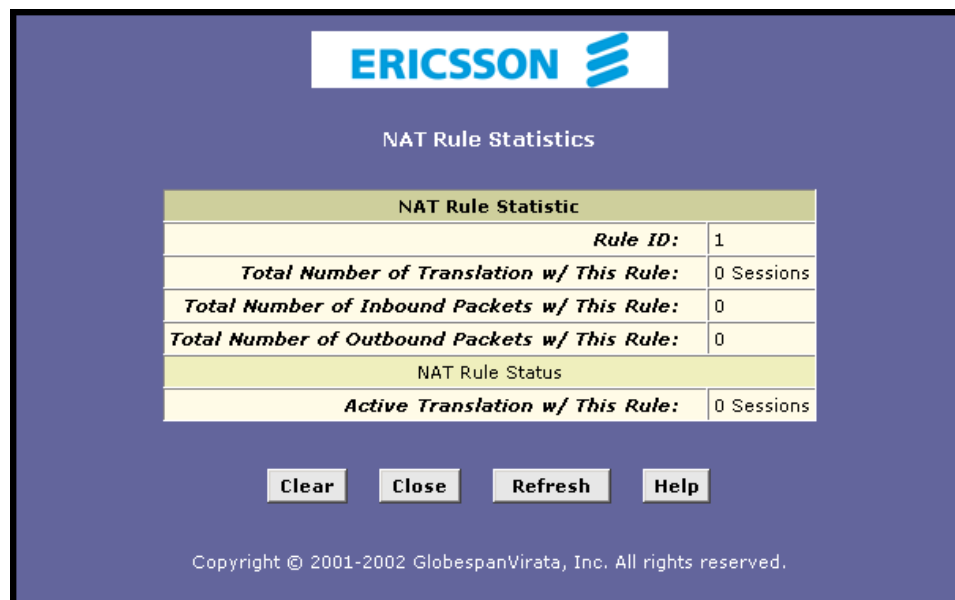 ERICSSON
NAT Rule Statistics
NAT Rule Statistic
Rule ID: 1
Total Number of Translation w/ This Rule: 0 Sessions
Total Number of Inbound Packets w/ This Rule: 0
Total Number of Outbound Packets w/ This Rule: 0
NAT Rule Status
Active Translation w/ This Rule: 0 Sessions
Clear Close Refresh Help
Copyright © 2001-2002 GlobespanVirata, Inc. All rights reserved.